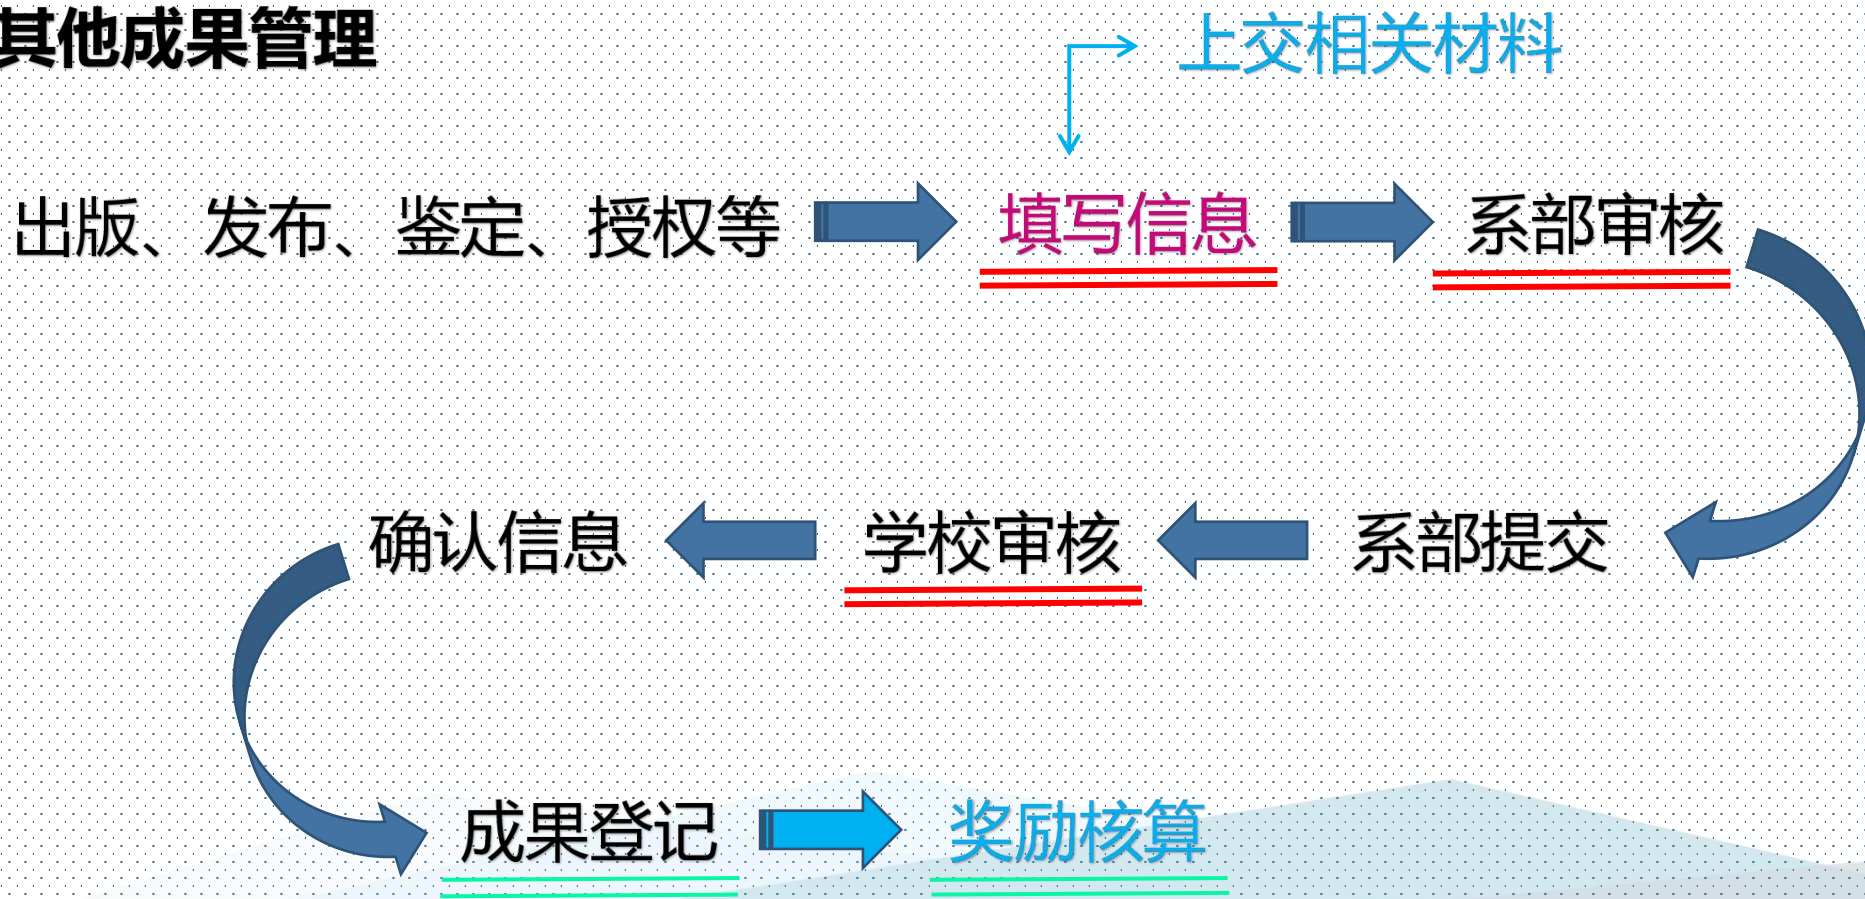 其他成果管理
上交相关材料
出版、发布、鉴定、授权等
填写信息
系部审核
系部提交
学校审核
确认信息
成果登记
奖励核算